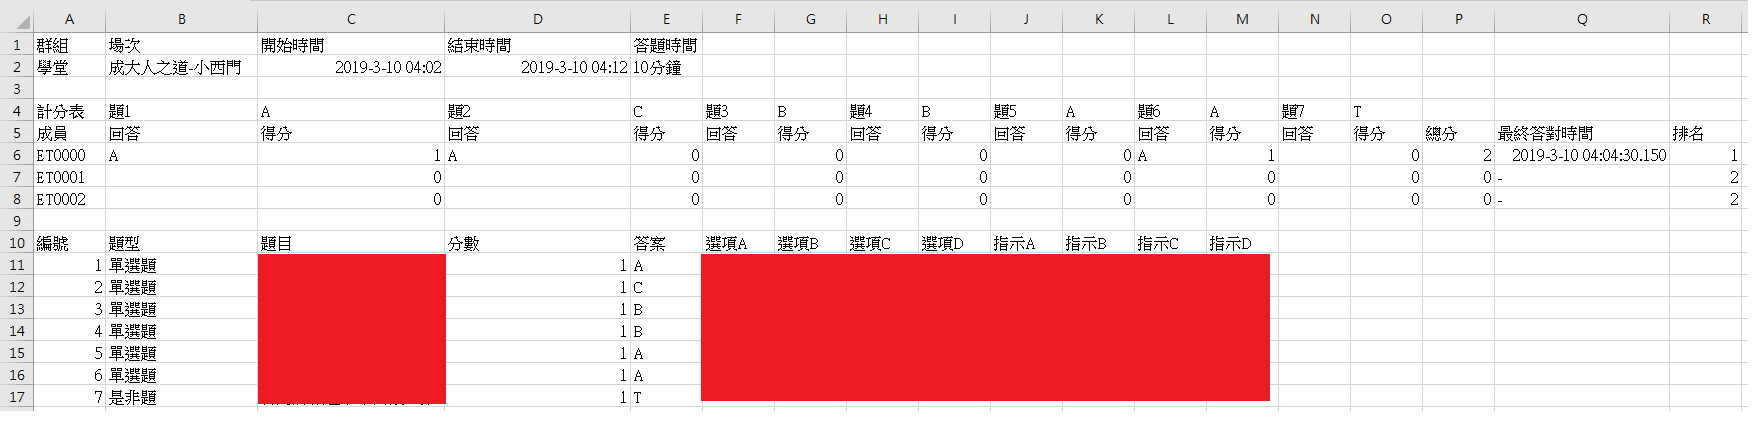 A B C D E F G H I J K L M N O P Q R
1 群組 場次 開始時間 結束時間 答題時間
2 學堂 成大人之道-小西門 2019-3-10 04:02 2019-3-10 04:12 10分鐘
3
4 計分表 題1 A 題2 C 題3 B 題4 B 題5 A 題6 A 題7 T
5 成員 回答 得分 回答 得分 回答 得分 回答 得分 回答 得分 回答 得分 回答 得分 總分 最終答對時間 排名
6 ET0000 A 1 A 0 0 0 0 A 1 0 2 2019-3-10 04:04:30.150 1
7 ET0001 0 0 0 0 0 0 0 0 - 2
8 ET0002 0 0 0 0 0 0 0 0 - 2
9
10 編號 題型 題目 分數 答案 選項A 選項B 選項C 選項D 指示A 指示B 指示C 指示D
11 1 單選題 1 A
12 2 單選題 1 C
13 3 單選題 1 B
14 4 單選題 1 B
15 5 單選題 1 A
16 6 單選題 1 A
17 7 是非題 1 T